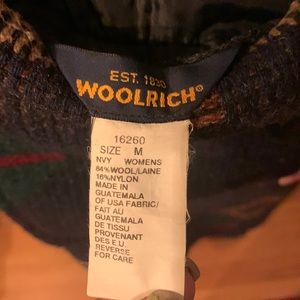 EST. 1830
WOOLRICH®
16260
SIZE M
NVY WOMENS
84%WOOL/LAINE
16%NYLON
MADE IN
GUATEMALA
OF USA FABRIC/
FAIT AU
GUATEMALA
DE TISSU
PROVENANT
DES E.U.
REVERSE
FOR CARE